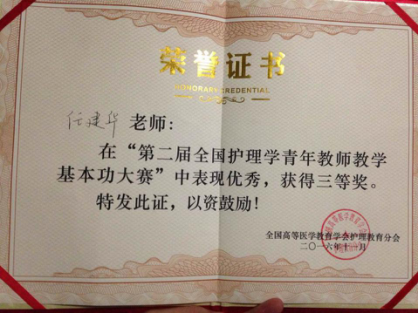 荣誉证书
HONORARY CREDENTIAL
任建华 老师:
在“第二届全国护理学青年教师教学
基本功大赛”中表现优秀，获得三等奖。
特发此证，以资鼓励！
全国高等医学教育学会护理教育分会
二〇一六年十一月